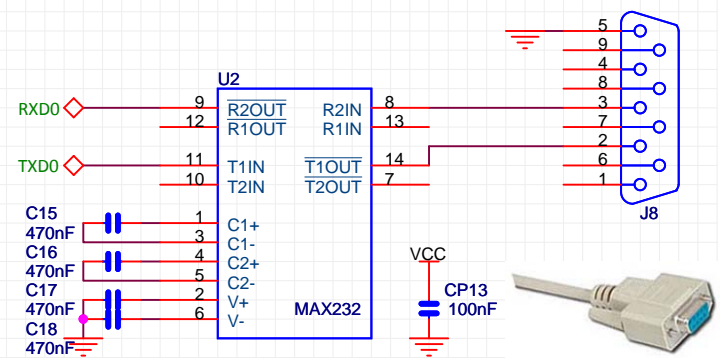 U2
RXD0
9
R2OUT
R2IN
8
12
R1OUT
R1IN
13
TXD0
11
T1IN
T1OUT
14
10
T2IN
T2OUT
7
C15
470nF
1
C1+
3
C1-
C16
470nF
4
C2+
5
C2-
C17
470nF
2
V+
6
V-
C18
470nF
MAX232
VCC
CP13
100nF
5
9
4
8
3
7
2
6
1
J8